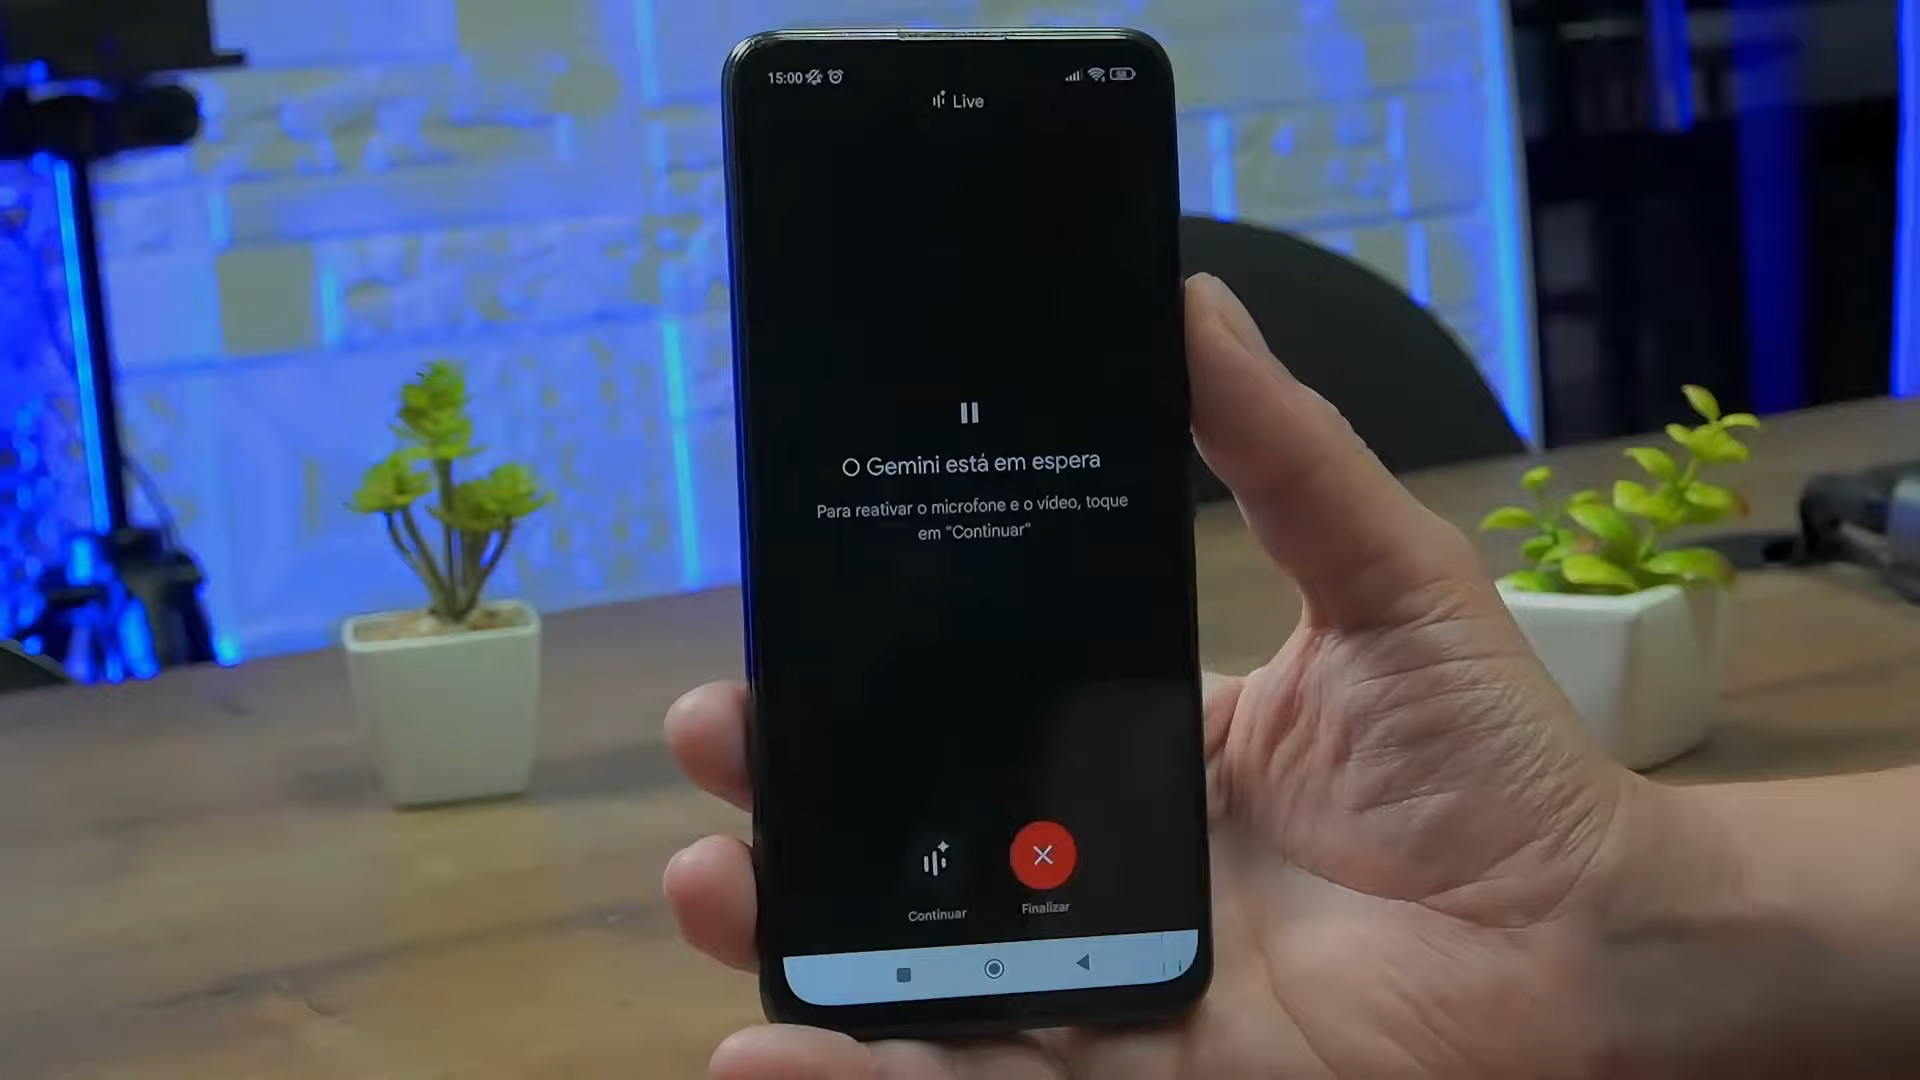 15:00
Live
O Gemini está em espera
Para reativar o microfone e o vídeo, toque
em “Continuar”
Continuar
Finalizar